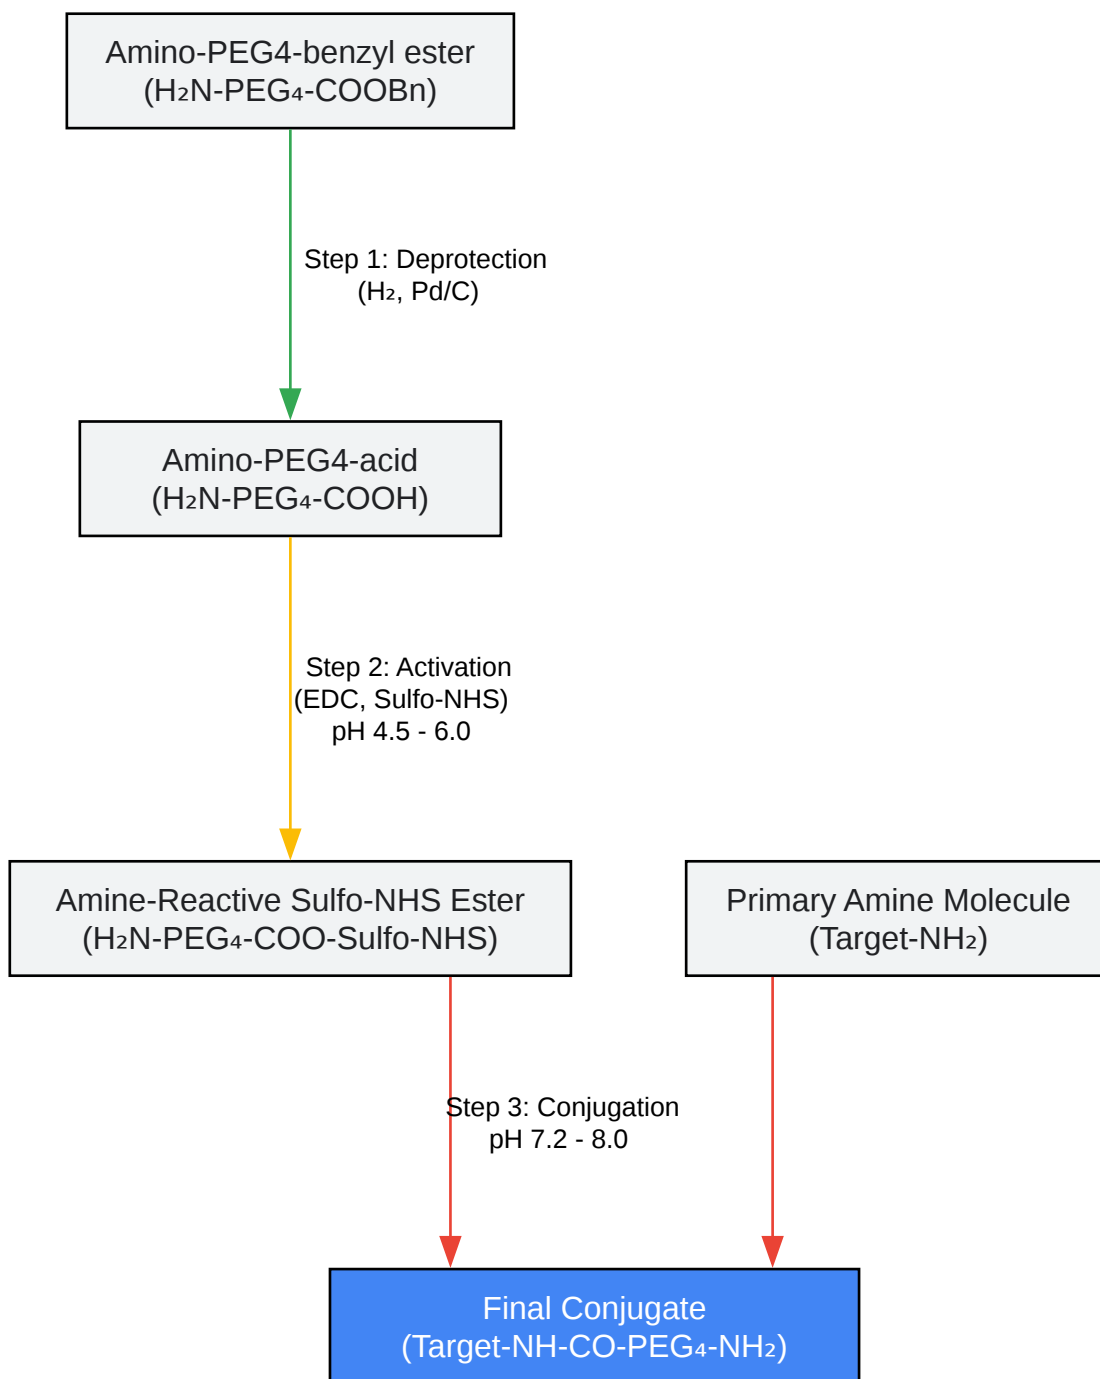 Amino-PEG4-benzyl ester
(H₂N-PEG₄-COOBn)
Step 1: Deprotection
(H₂, Pd/C)
Amino-PEG4-acid
(H₂N-PEG₄-COOH)
Step 2: Activation
(EDC, Sulfo-NHS)
pH 4.5 - 6.0
Amine-Reactive Sulfo-NHS Ester
(H₂N-PEG₄-COO-Sulfo-NHS)
Primary Amine Molecule
(Target-NH₂)
Step 3: Conjugation
pH 7.2 - 8.0
Final Conjugate
(Target-NH-CO-PEG₄-NH₂)